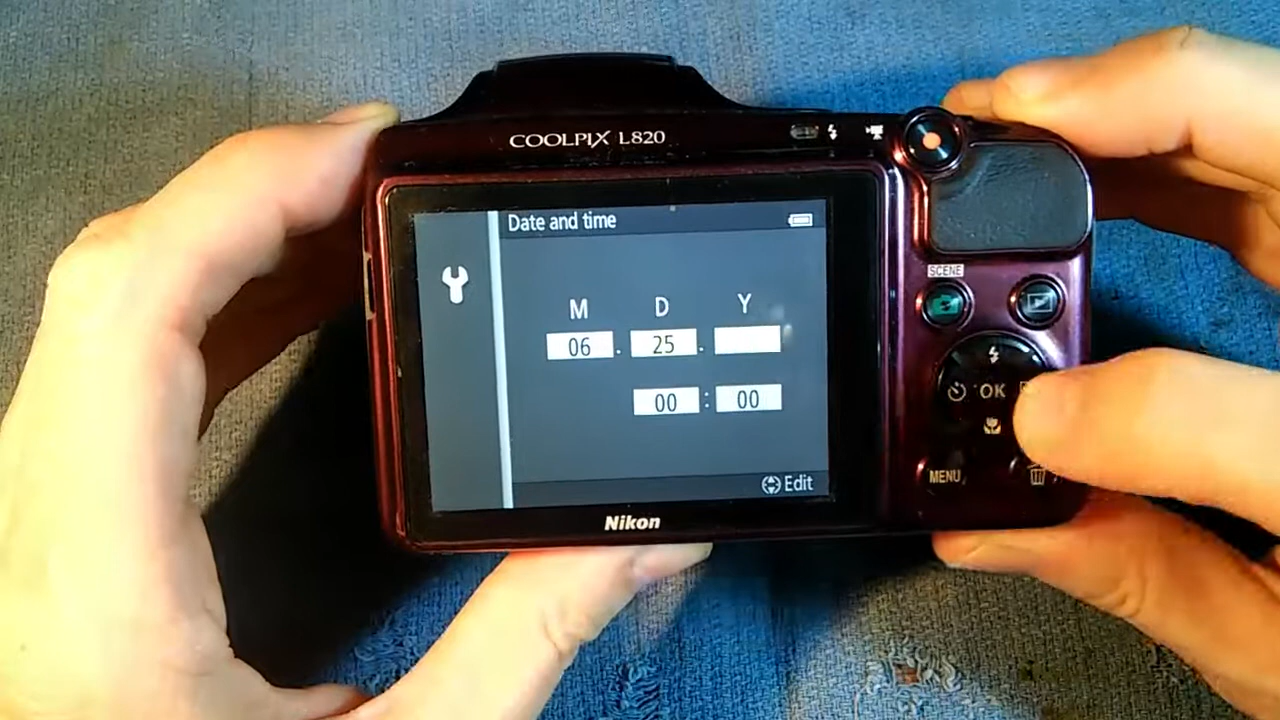 COOLPIX L820
Date and time
M D Y
06. 25.
00 : 00
Edit
Nikon
SCENE
OK
MENU